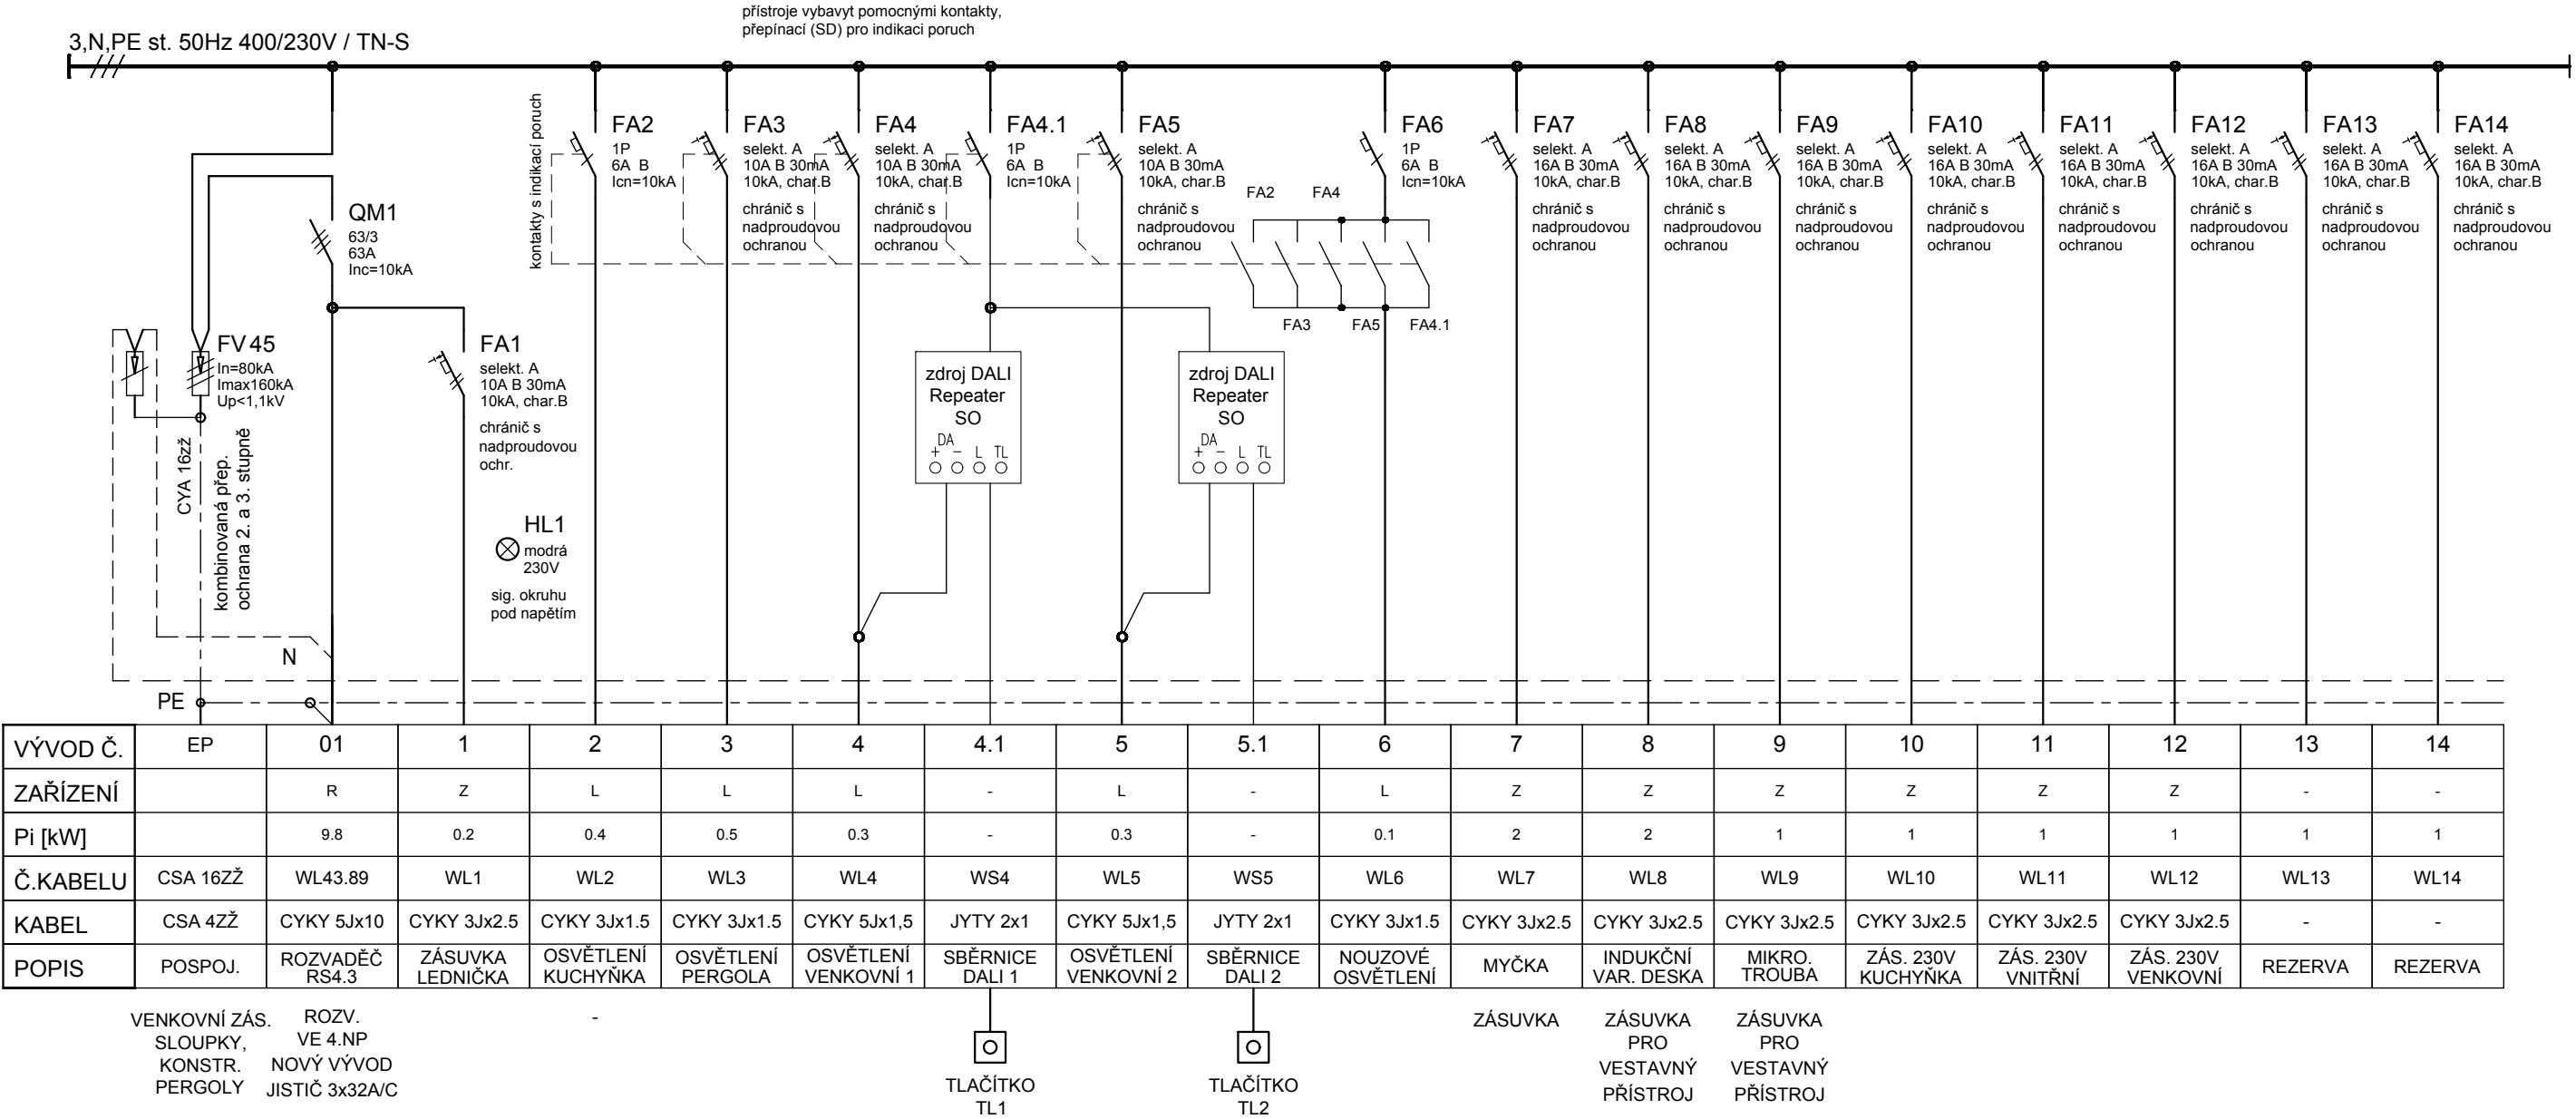 přístroje vybavyt pomocnými kontakty,
přepínací (SD) pro indikaci poruch
3,N,PE st. 50Hz 400/230V / TN-S
kontakty s indikací poruch
QM1
63/3
63A
Inc=10kA
FV45
In=80kA
Imax160kA
Up<1,1kV
CYA 16zž
kombinovaná přep.
ochrana 2. a 3. stupně
FA1
selekt. A
10A B 30mA
10kA, char.B
chránič s
nadproudovou
ochr.
HL1
modrá
230V
sig. okruhu
pod napětím
N
PE
FA2
1P
6A B
Icn=10kA
FA3
selekt. A
10A B 30mA
10kA, char.B
chránič s
nadproudovou
ochranou
FA4
selekt. A
10A B 30mA
10kA, char.B
chránič s
nadproudovou
ochranou
FA4.1
1P
6A B
Icn=10kA
FA5
selekt. A
10A B 30mA
10kA, char.B
chránič s
nadproudovou
ochranou
FA6
1P
6A B
Icn=10kA
FA2 FA4
FA3 FA5 FA4.1
zdroj DALI
Repeater
SO
DA
+ – L TL
zdroj DALI
Repeater
SO
DA
+ – L TL
FA7
selekt. A
16A B 30mA
10kA, char.B
chránič s
nadproudovou
ochranou
FA8
selekt. A
16A B 30mA
10kA, char.B
chránič s
nadproudovou
ochranou
FA9
selekt. A
16A B 30mA
10kA, char.B
chránič s
nadproudovou
ochranou
FA10
selekt. A
16A B 30mA
10kA, char.B
chránič s
nadproudovou
ochranou
FA11
selekt. A
16A B 30mA
10kA, char.B
chránič s
nadproudovou
ochranou
FA12
selekt. A
16A B 30mA
10kA, char.B
chránič s
nadproudovou
ochranou
FA13
selekt. A
16A B 30mA
10kA, char.B
chránič s
nadproudovou
ochranou
FA14
selekt. A
16A B 30mA
10kA, char.B
chránič s
nadproudovou
ochranou
VÝVOD Č. EP 01 1 2 3 4 4.1 5 5.1 6 7 8 9 10 11 12 13 14
ZAŘÍZENÍ R Z L L L - L - L Z Z Z Z Z Z - -
Pi [kW] 9.8 0.2 0.4 0.5 0.3 - 0.3 - 0.1 2 2 1 1 1 1 1 1
Č.KABELU CSA 16ZŽ WL43.89 WL1 WL2 WL3 WL4 WS4 WL5 WS5 WL6 WL7 WL8 WL9 WL10 WL11 WL12 WL13 WL14
KABEL CSA 4ZŽ CYKY 5Jx10 CYKY 3Jx2.5 CYKY 3Jx1.5 CYKY 3Jx1.5 CYKY 5Jx1,5 JYTY 2x1 CYKY 5Jx1,5 JYTY 2x1 CYKY 3Jx1.5 CYKY 3Jx2.5 CYKY 3Jx2.5 CYKY 3Jx2.5 CYKY 3Jx2.5 CYKY 3Jx2.5 CYKY 3Jx2.5 - -
POPIS
POSPOJ.
ROZVADĚČ
RS4.3
ZÁSUVKA
LEDNIČKA
OSVĚTLENÍ
KUCHYŇKA
OSVĚTLENÍ
PERGOLA
OSVĚTLENÍ
VENKOVNÍ 1
SBĚRNICE
DALI 1
OSVĚTLENÍ
VENKOVNÍ 2
SBĚRNICE
DALI 2
NOUZOVÉ
OSVĚTLENÍ
MYČKA
INDUKČNÍ
VAR. DESKA
MIKRO.
TROUBA
ZÁS. 230V
KUCHYŇKA
ZÁS. 230V
VNITŘNÍ
ZÁS. 230V
VENKOVNÍ
REZERVA
REZERVA
VENKOVNÍ ZÁS.
SLOUPKY,
KONSTR.
PERGOLY
ROZV.
VE 4.NP
NOVÝ VÝVOD
JISTIČ 3x32A/C
-
TLAČÍTKO
TL1
TLAČÍTKO
TL2
ZÁSUVKA
ZÁSUVKA
PRO
VESTAVNÝ
PŘÍSTROJ
ZÁSUVKA
PRO
VESTAVNÝ
PŘÍSTROJ